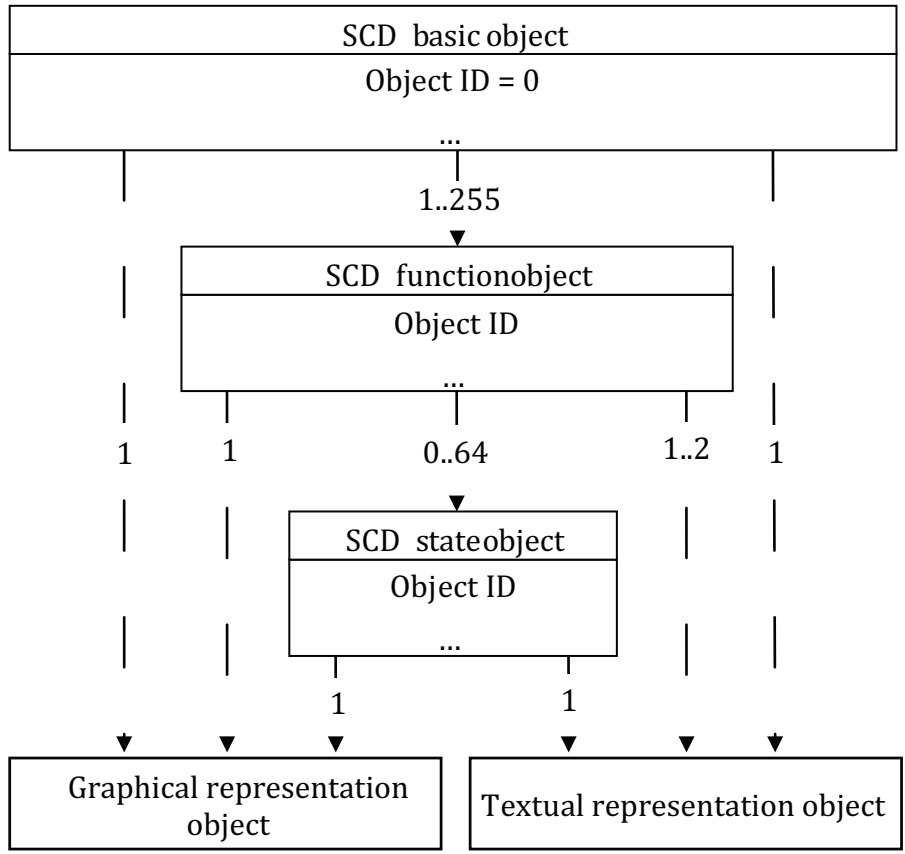 SCD basic object
Object ID = 0
...
1..255
SCD functionobject
Object ID
...
1 1 0..64 1..2 1
SCD stateobject
Object ID
...
1 1
Graphical representation
object
Textual representation object